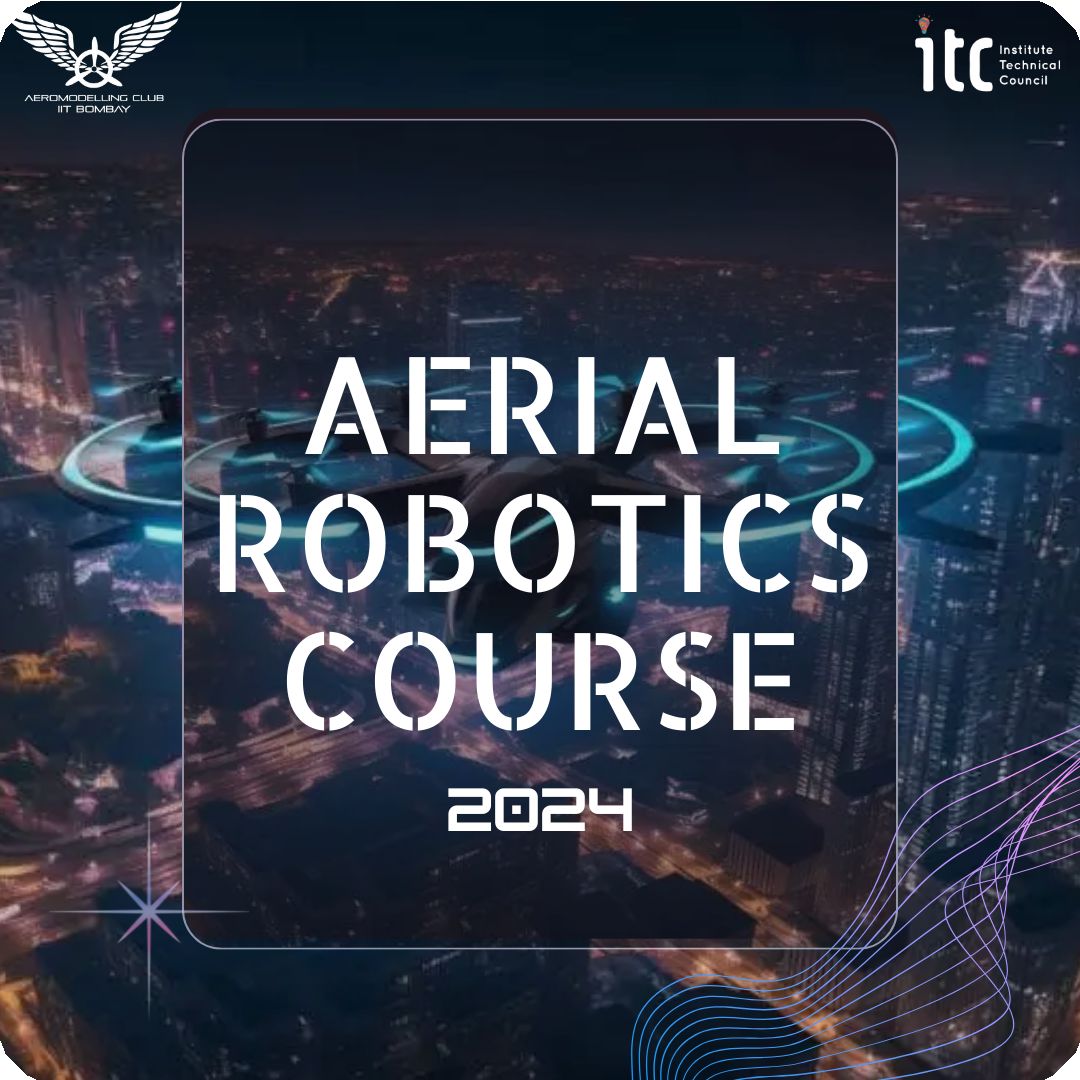 AEROMODELLING CLUB
IIT BOMBAY
itc
Institute
Technical
Council
AERIAL
ROBOTICS
COURSE
2024